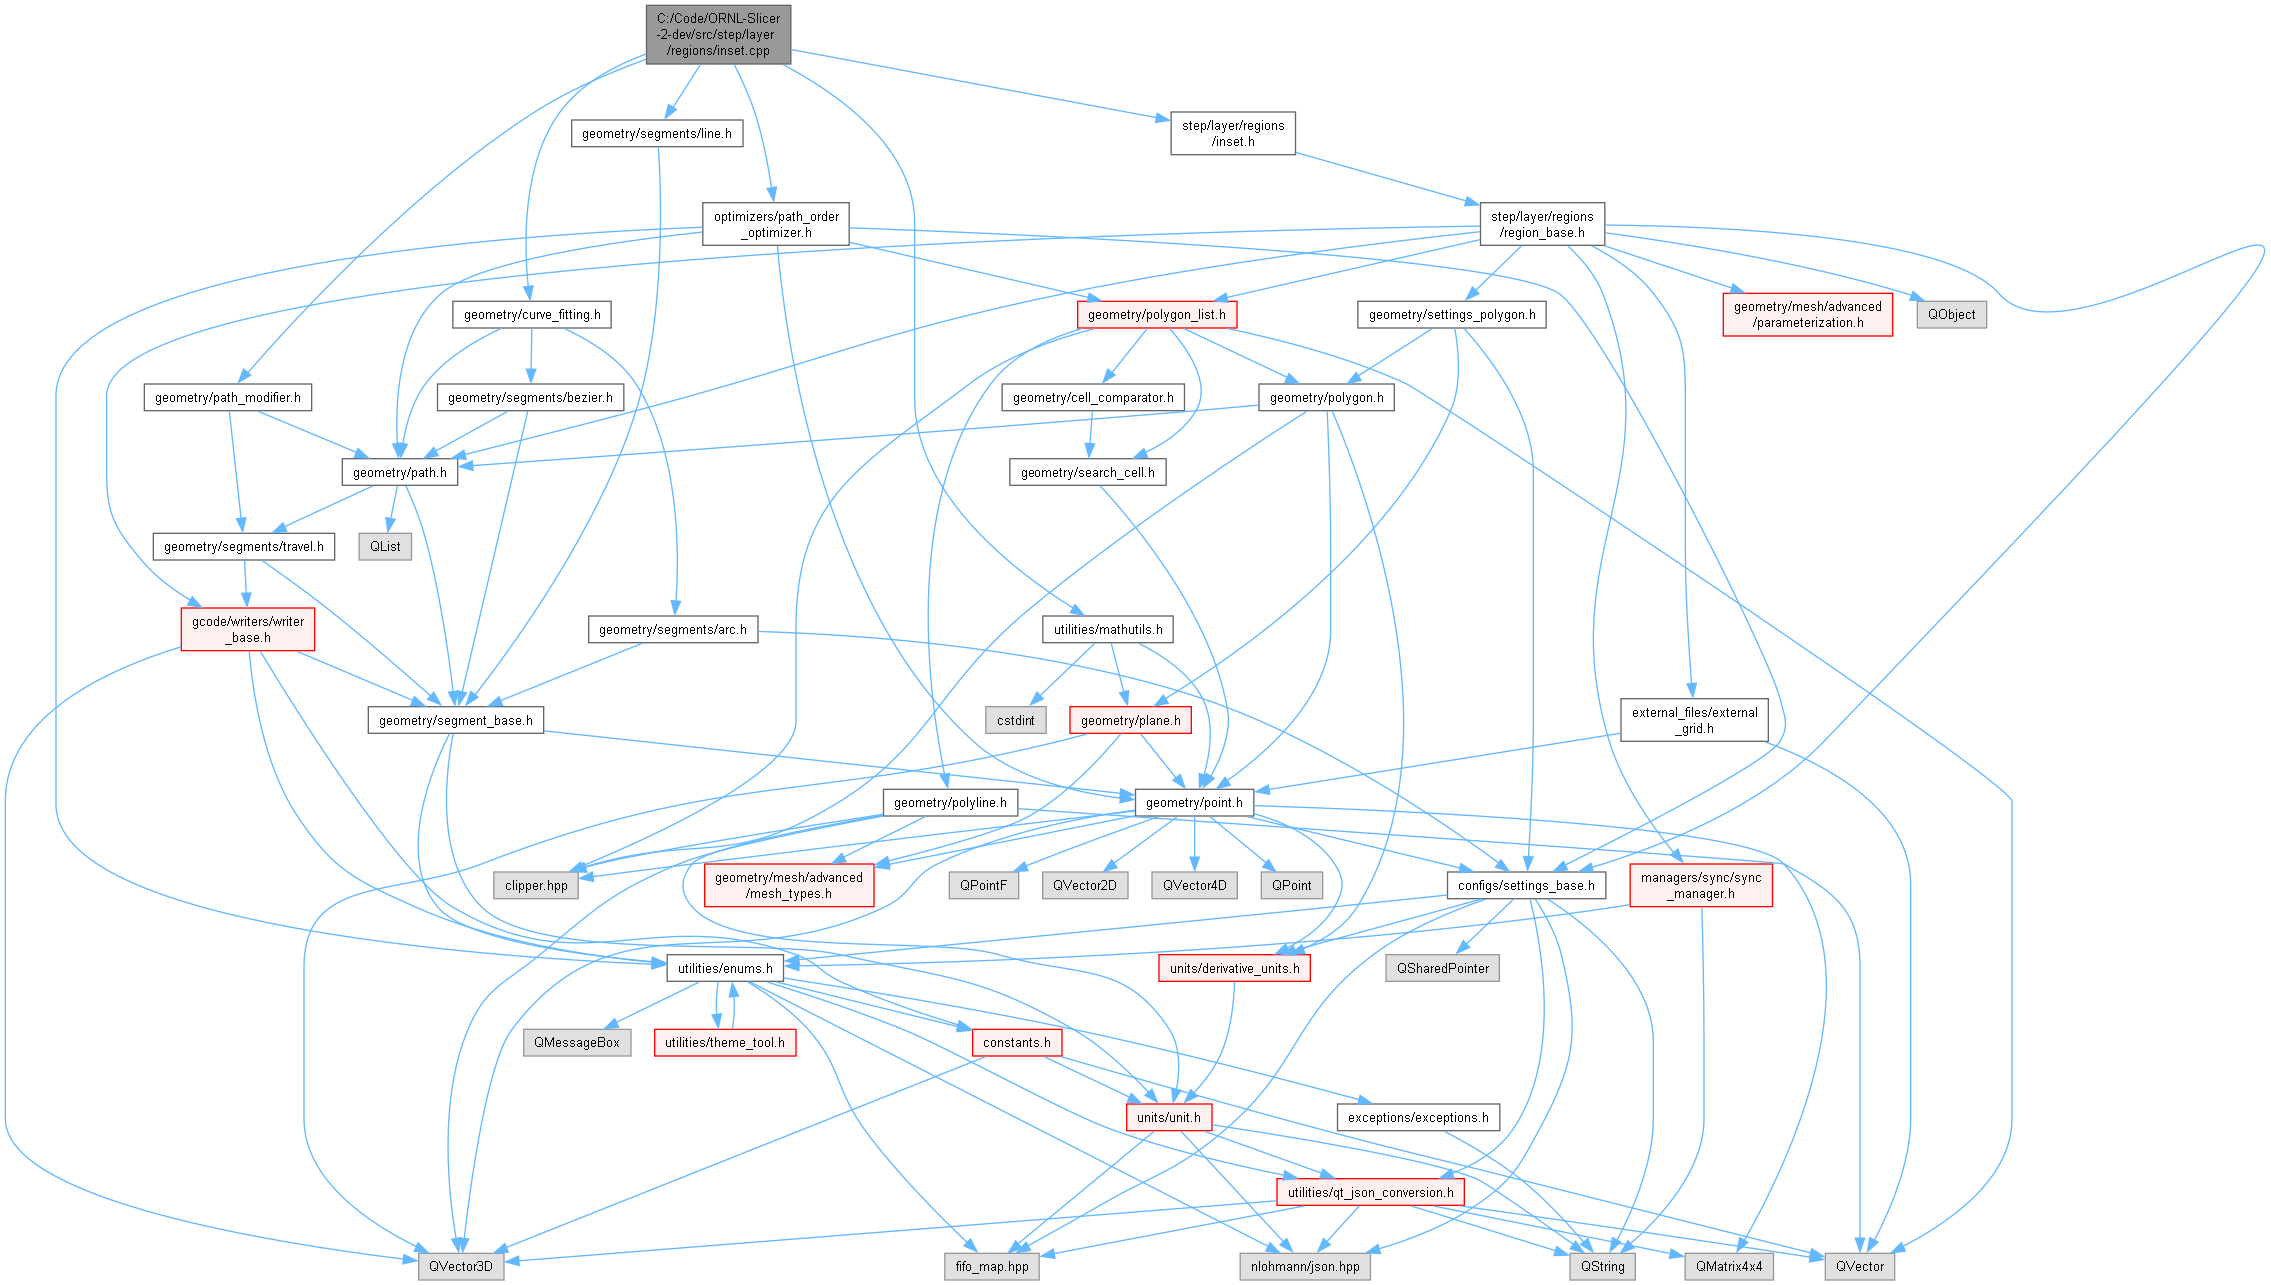 C:/Code/ORNL-Slicer
-2-dev/src/step/layer
/regions/inset.cpp
geometry/segments/line.h
step/layer/regions
/inset.h
optimizers/path_order
_optimizer.h
step/layer/regions
/region_base.h
geometry/curve_fitting.h
geometry/polygon_list.h
geometry/settings_polygon.h
geometry/mesh/advanced
/parameterization.h
QObject
geometry/path_modifier.h
geometry/segments/bezier.h
geometry/cell_comparator.h
geometry/polygon.h
geometry/path.h
geometry/search_cell.h
geometry/segments/travel.h
QList
gcode/writers/writer
_base.h
geometry/segments/arc.h
utilities/mathutils.h
geometry/segment_base.h
cstdint
geometry/plane.h
external_files/external
_grid.h
geometry/polyline.h
geometry/point.h
clipper.hpp
geometry/mesh/advanced
/mesh_types.h
QPointF
QVector2D
QVector4D
QPoint
configs/settings_base.h
managers/sync/sync
_manager.h
utilities/enums.h
units/derivative_units.h
QSharedPointer
QMessageBox
utilities/theme_tool.h
constants.h
units/unit.h
exceptions/exceptions.h
utilities/qt_json_conversion.h
QVector3D
fifo_map.hpp
nlohmann/json.hpp
QString
QMatrix4x4
QVector